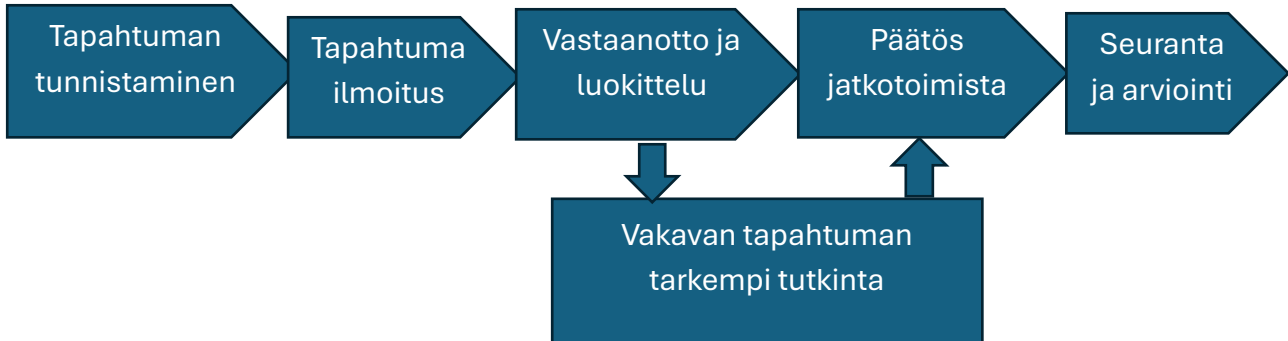 Tapahtuman
tunnistaminen
Tapahtuma
ilmoitus
Vastaanotto ja
luokittelu
Päätös
jatkotoimista
Seuranta
ja arviointi
Vakavan tapahtuman
tarkempi tutkinta